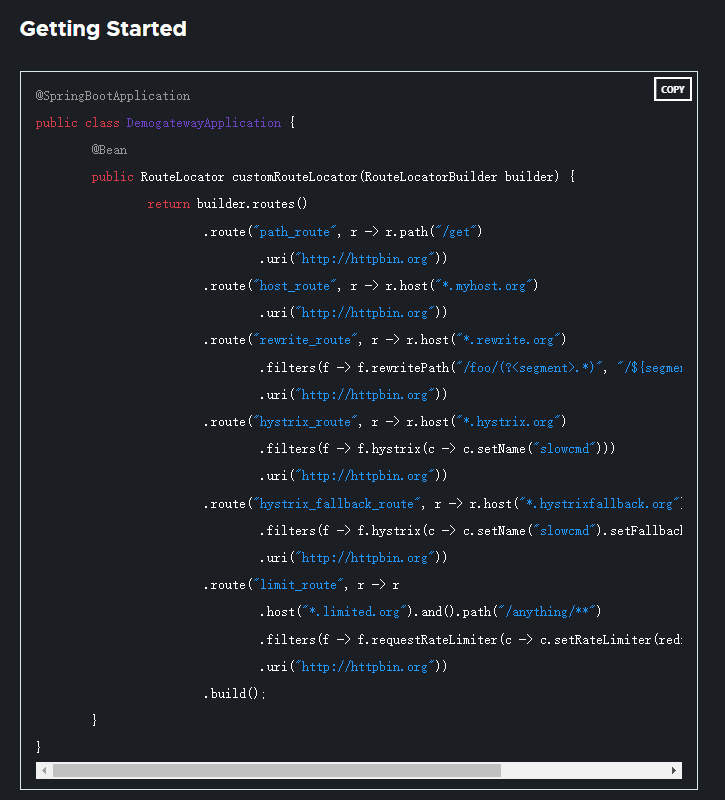 Getting Started
COPY
@SpringBootApplication
public class DemogatewayApplication {
@Bean
public RouteLocator customRouteLocator(RouteLocatorBuilder builder) {
return builder.routes()
.route("path_route", r -> r.path("/get")
.uri("http://httpbin.org"))
.route("host_route", r -> r.host("*.myhost.org")
.uri("http://httpbin.org"))
.route("rewrite_route", r -> r.host("*.rewrite.org")
.filters(f -> f.rewritePath("/foo/(?<segment>.*)", "/${segmen
.uri("http://httpbin.org"))
.route("hystrix_route", r -> r.host("*.hystrix.org")
.filters(f -> f.hystrix(c -> c.setName("slowcmd")))
.uri("http://httpbin.org"))
.route("hystrix_fallback_route", r -> r.host("*.hystrixfallback.org")
.filters(f -> f.hystrix(c -> c.setName("slowcmd").setFallback
.uri("http://httpbin.org"))
.route("limit_route", r -> r
.host("*.limited.org").and().path("/anything/**")
.filters(f -> f.requestRateLimiter(c -> c.setRateLimiter(redi
.uri("http://httpbin.org"))
.build();
}
}